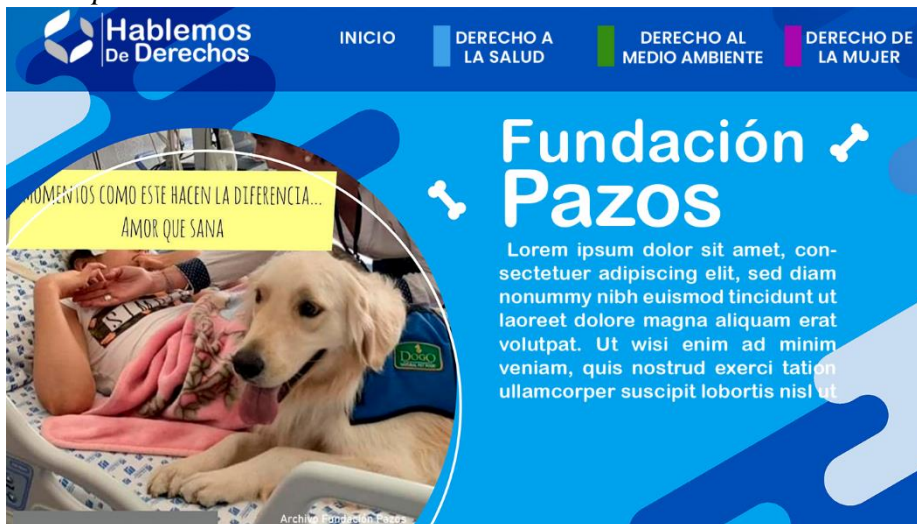 Hablemos
De Derechos
INICIO
DERECHO A
LA SALUD
DERECHO AL
MEDIO AMBIENTE
DERECHO DE
LA MUJER
MOMENTOS COMO ESTE HACEN LA DIFERENCIA...
AMOR QUE SANA
DOGO
Archivo Fundación Pazos
Fundación
Pazos
Lorem ipsum dolor sit amet, con-
sectetuer adipiscing elit, sed diam
nonummy nibh euismod tincidunt ut
laoreet dolore magna aliquam erat
volutpat. Ut wisi enim ad minim
veniam, quis nostrud exerci tation
ullamcorper suscipit lobortis nisl ut